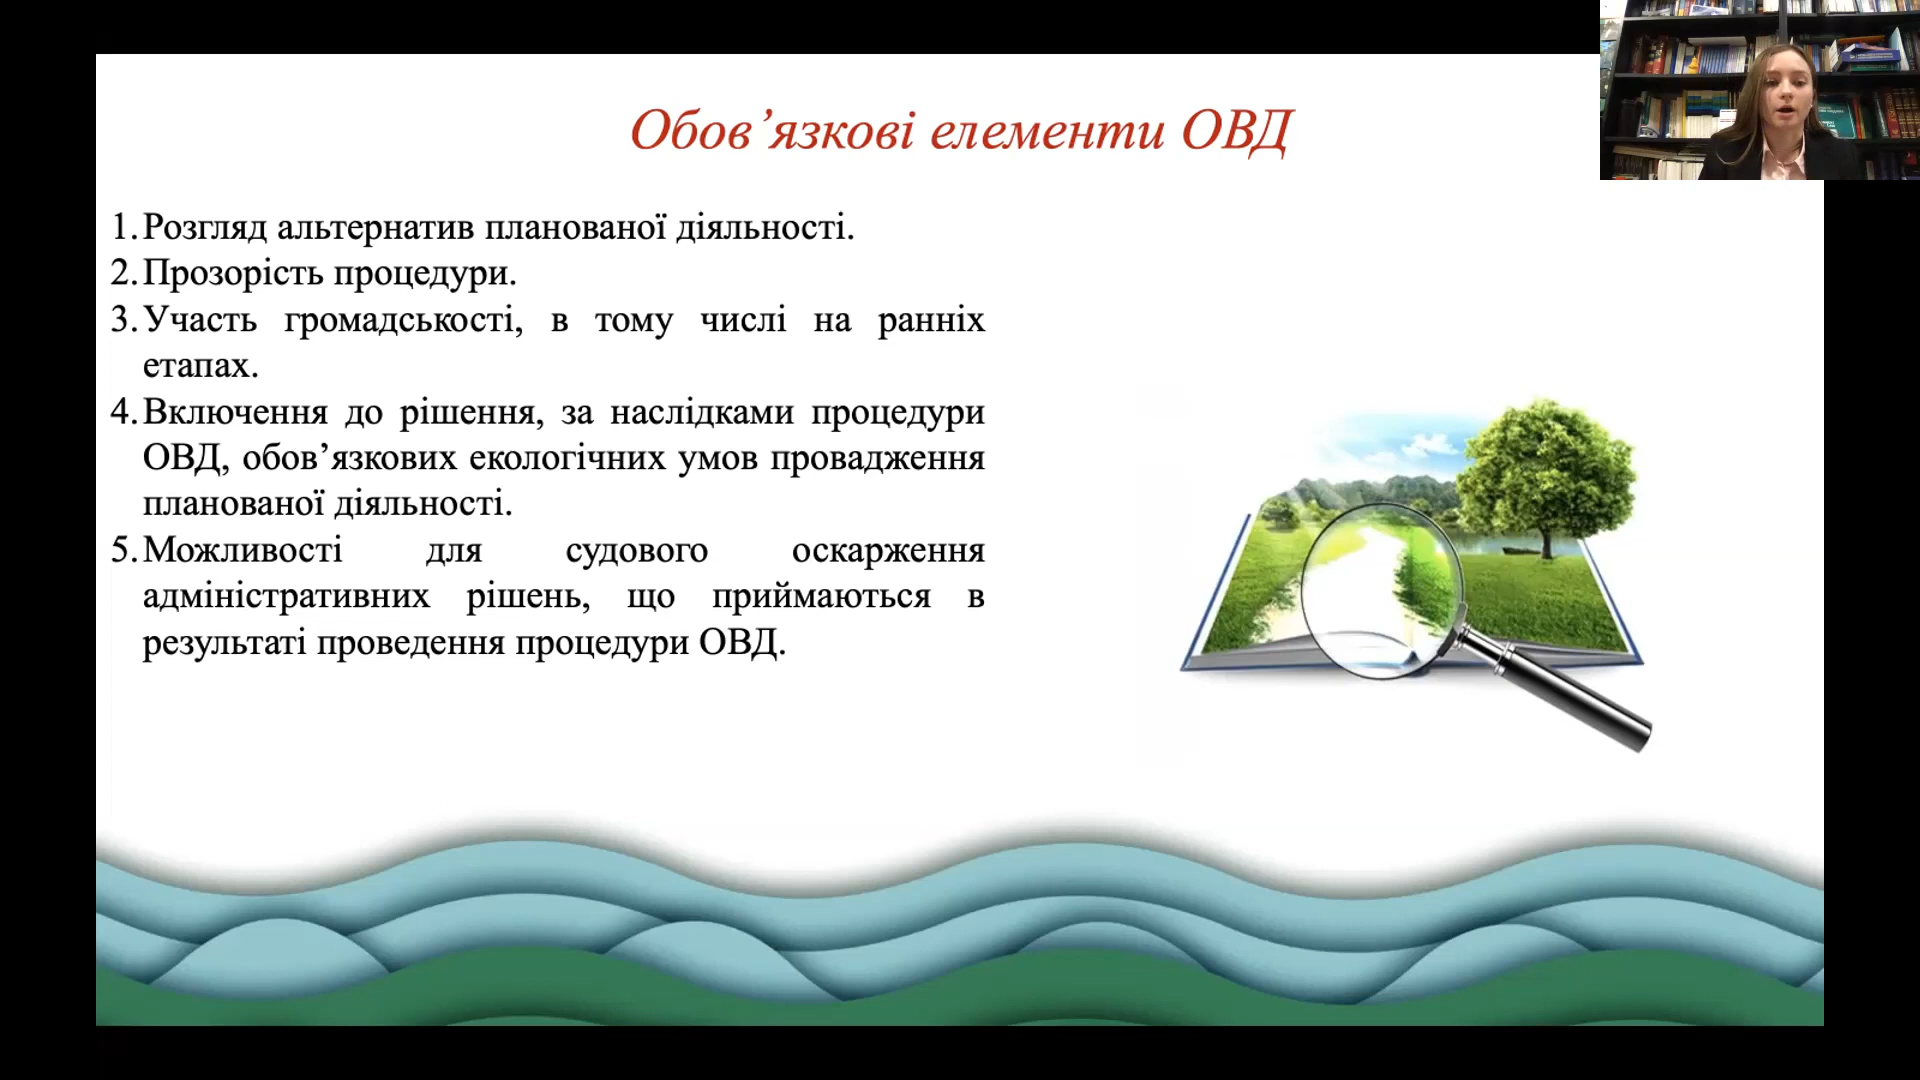 Обов’язкові елементи ОВД
1. Розгляд альтернатив планованої діяльності.
2. Прозорість процедури.
3. Участь громадськості, в тому числі на ранніх
етапах.
4. Включення до рішення, за наслідками процедури
ОВД, обов’язкових екологічних умов провадження
планованої діяльності.
5. Можливості для судового оскарження
адміністративних рішень, що приймаються в
результаті проведення процедури ОВД.